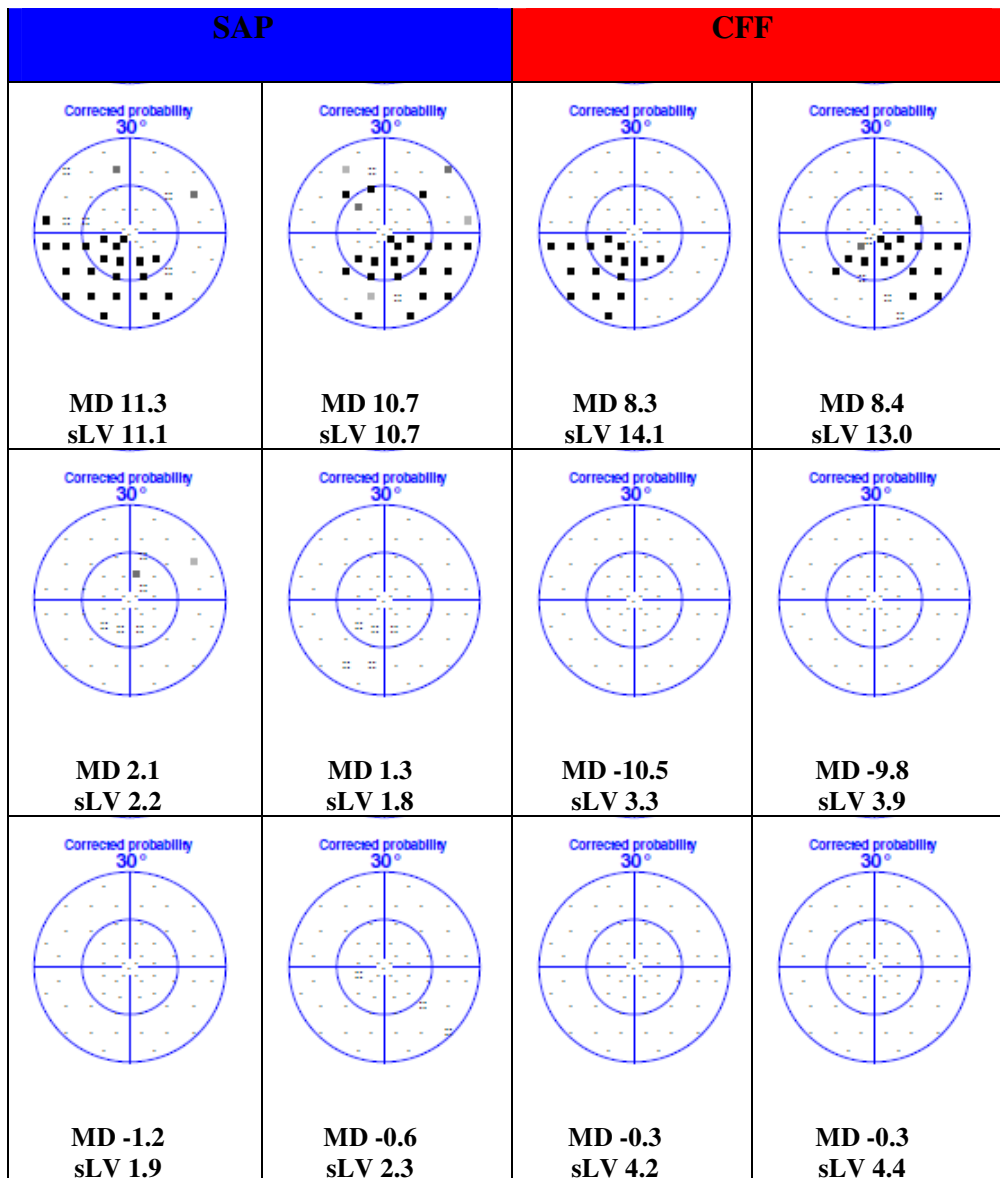 SAP CFF
Corrected probability Corrected probability Corrected probability Corrected probability
30° 30° 30° 30°
MD 11.3 MD 10.7 MD 8.3 MD 8.4
sLV 11.1 sLV 10.7 sLV 14.1 sLV 13.0
Corrected probability Corrected probability Corrected probability Corrected probability
30° 30° 30° 30°
MD 2.1 MD 1.3 MD -10.5 MD -9.8
sLV 2.2 sLV 1.8 sLV 3.3 sLV 3.9
Corrected probability Corrected probability Corrected probability Corrected probability
30° 30° 30° 30°
MD -1.2 MD -0.6 MD -0.3 MD -0.3
sLV 1.9 sLV 2.3 sLV 4.2 sLV 4.4